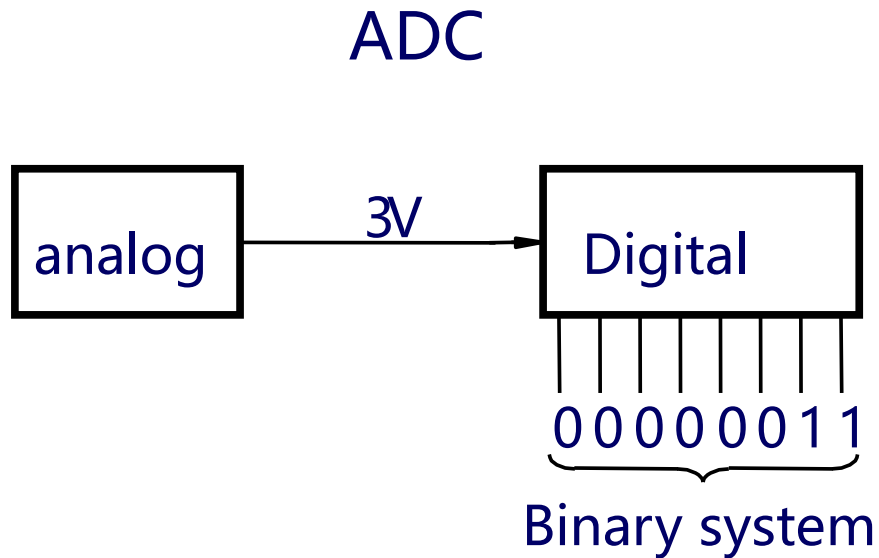 ADC
analog
3V
Digital
0 0 0 0 0 0 1 1
Binary system